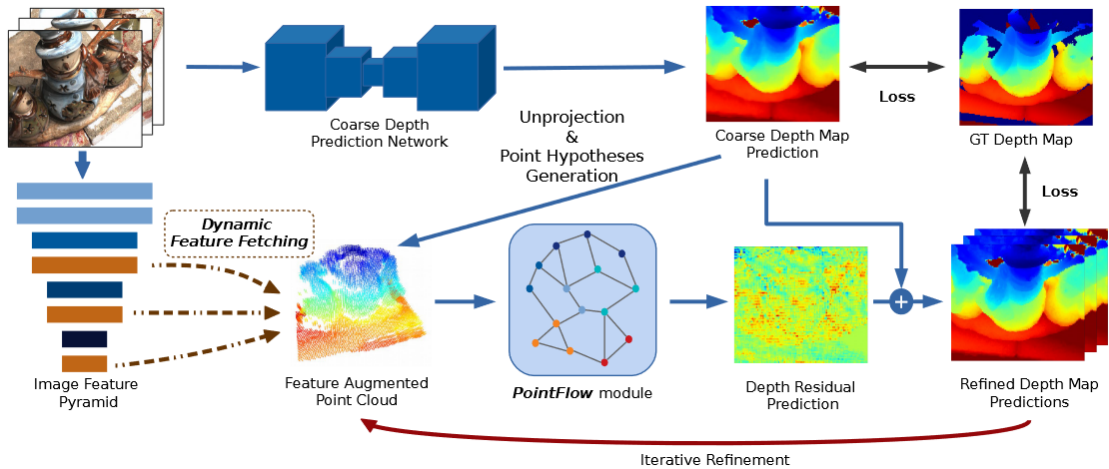 Coarse Depth
Prediction Network
Unprojection
&
Point Hypotheses
Generation
Coarse Depth Map
Prediction
Loss
GT Depth Map
Loss
Dynamic
Feature Fetching
Image Feature
Pyramid
Feature Augmented
Point Cloud
PointFlow module
Depth Residual
Prediction
+
Refined Depth Map
Predictions
Iterative Refinement